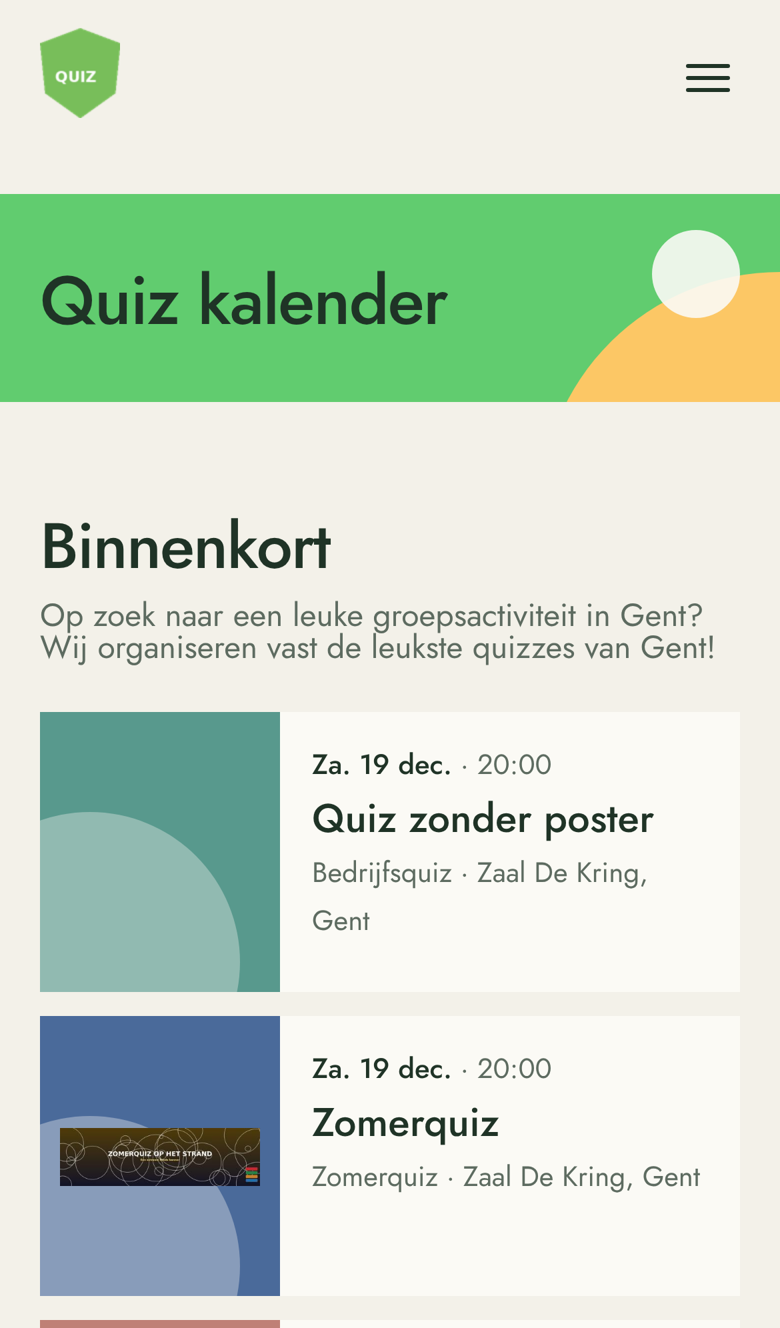 QUIZ
Quiz kalender
Binnenkort
Op zoek naar een leuke groepsactiviteit in Gent?
Wij organiseren vast de leukste quizzes van Gent!
Za. 19 dec. · 20:00
Quiz zonder poster
Bedrijfsquiz · Zaal De Kring,
Gent
Za. 19 dec. · 20:00
Zomerquiz
Zomerquiz · Zaal De Kring, Gent
ZOMERQUIZ OP HET STRAND